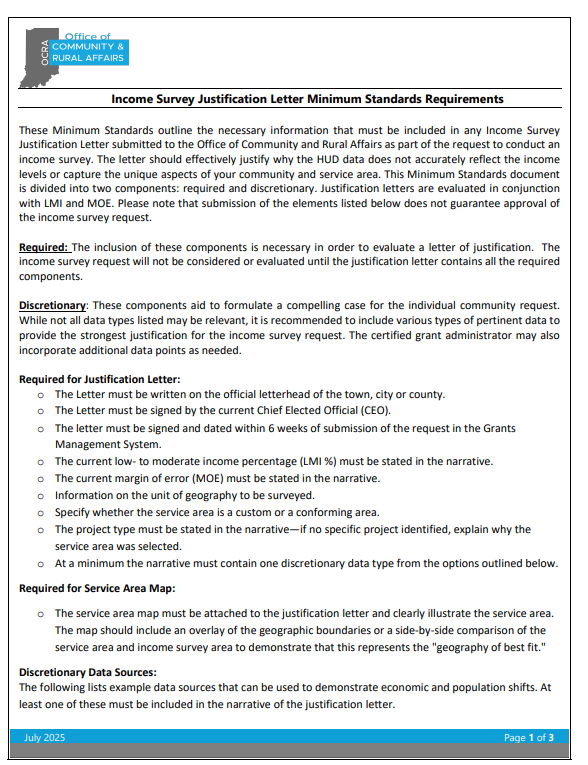 Office of
OCRA
COMMUNITY &
RURAL AFFAIRS
Income Survey Justification Letter Minimum Standards Requirements
These Minimum Standards outline the necessary information that must be included in any Income Survey
Justification Letter submitted to the Office of Community and Rural Affairs as part of the request to conduct an
income survey. The letter should effectively justify why the HUD data does not accurately reflect the income
levels or capture the unique aspects of your community and service area. This Minimum Standards document
is divided into two components: required and discretionary. Justification letters are evaluated in conjunction
with LMI and MOE. Please note that submission of the elements listed below does not guarantee approval of
the income survey request.
Required: The inclusion of these components is necessary in order to evaluate a letter of justification. The
income survey request will not be considered or evaluated until the justification letter contains all the required
components.
Discretionary: These components aid to formulate a compelling case for the individual community request.
While not all data types listed may be relevant, it is recommended to include various types of pertinent data to
provide the strongest justification for the income survey request. The certified grant administrator may also
incorporate additional data points as needed.
Required for Justification Letter:
o The Letter must be written on the official letterhead of the town, city or county.
o The Letter must be signed by the current Chief Elected Official (CEO).
o The letter must be signed and dated within 6 weeks of submission of the request in the Grants
Management System.
o The current low- to moderate income percentage (LMI %) must be stated in the narrative.
o The current margin of error (MOE) must be stated in the narrative.
o Information on the unit of geography to be surveyed.
o Specify whether the service area is a custom or a conforming area.
o The project type must be stated in the narrative—if no specific project identified, explain why the
service area was selected.
o At a minimum the narrative must contain one discretionary data type from the options outlined below.
Required for Service Area Map:
o The service area map must be attached to the justification letter and clearly illustrate the service area.
The map should include an overlay of the geographic boundaries or a side-by-side comparison of the
service area and income survey area to demonstrate that this represents the "geography of best fit."
Discretionary Data Sources:
The following lists example data sources that can be used to demonstrate economic and population shifts. At
least one of these must be included in the narrative of the justification letter.
July 2025
Page 1 of 3